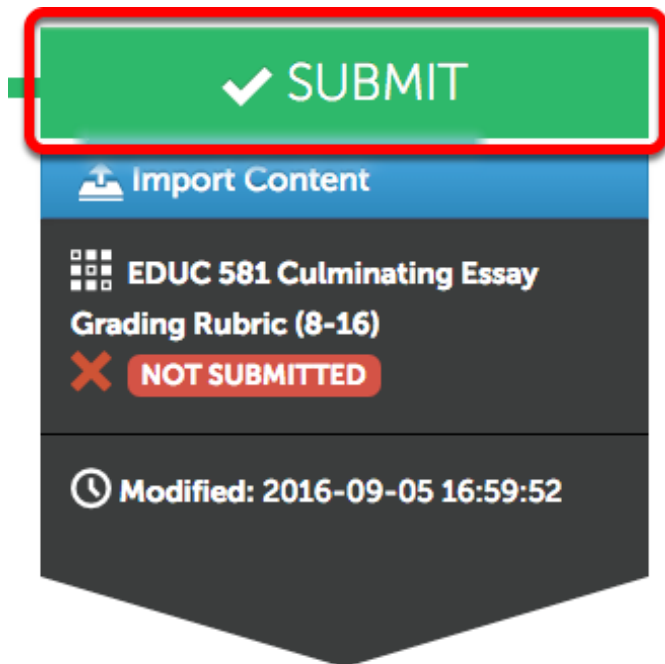 SUBMIT
Import Content
EDUC 581 Culminating Essay
Grading Rubric (8-16)
NOT SUBMITTED
Modified: 2016-09-05 16:59:52